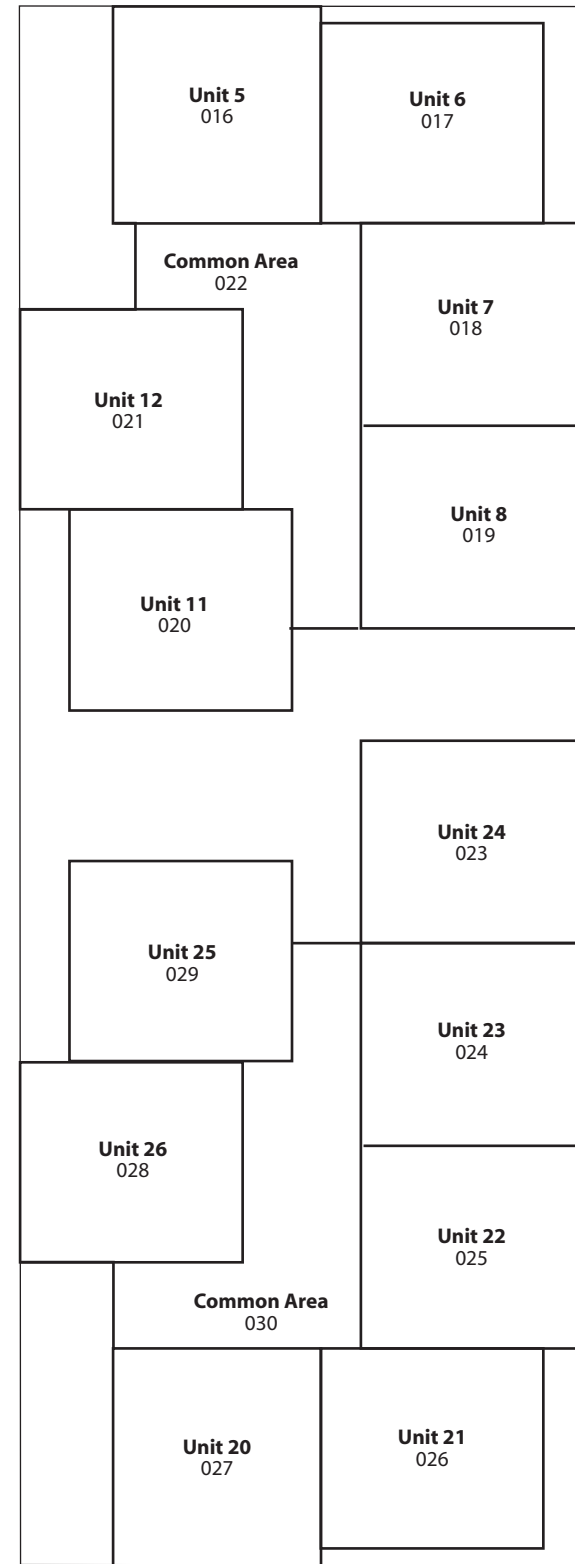 Unit 5
016
Unit 6
017
Common Area
022
Unit 7
018
Unit 12
021
Unit 8
019
Unit 11
020
Unit 24
023
Unit 25
029
Unit 23
024
Unit 26
028
Unit 22
025
Common Area
030
Unit 20
027
Unit 21
026